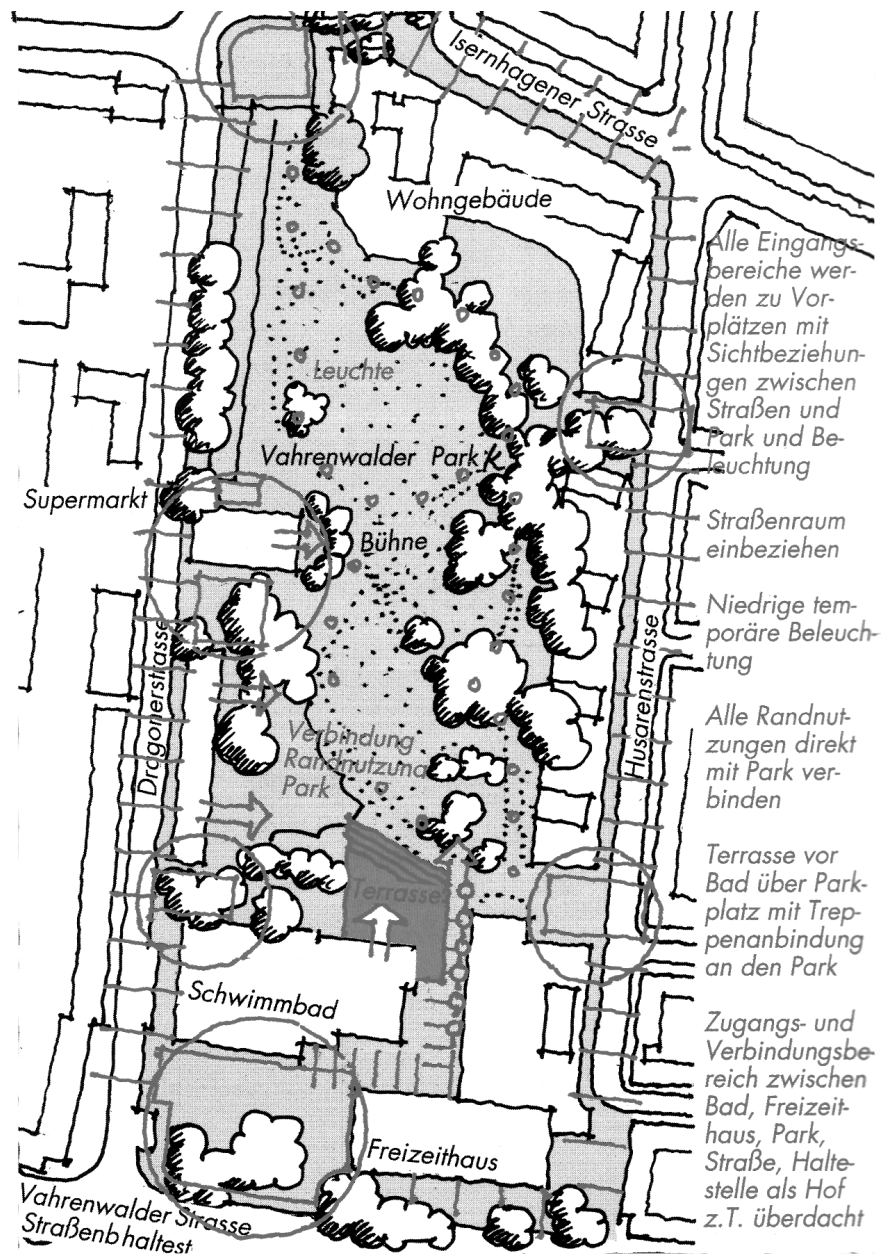 Isernhagener Strasse
Wohngebäude
Alle Eingangs-
bereiche wer-
den zu Vor-
plätzen mit
Sichtbeziehun-
gen zwischen
Straßen und
Park und Be-
leuchtung
Leuchte
Vahrenwalder Park
Supermarkt
Bühne
Straßenraum
einbeziehen
Niedrige tem-
poräre Beleuch-
tung
Dragonerstrasse
Husarenstrasse
Verbindung
Randnutzung
Park
Alle Randnut-
zungen direkt
mit Park ver-
binden
Terrasse
Terrasse vor
Bad über Park-
platz mit Trep-
penanbindung
an den Park
Schwimmbad
Zugangs- und
Verbindungsbe-
reich zwischen
Bad, Freizeit-
haus, Park,
Straße, Halte-
stelle als Hof
z.T. überdacht
Freizeithaus
Vahrenwalder Strasse
Straßenb haltest